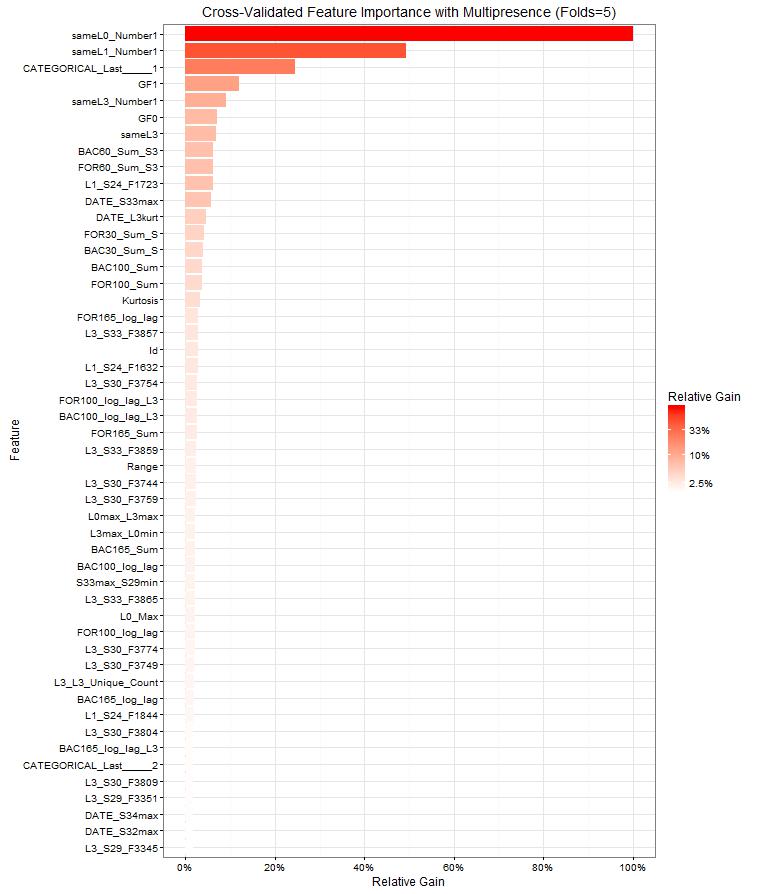 Cross-Validated Feature Importance with Multipresence (Folds=5)
sameL0_Number1
sameL1_Number1
CATEGORICAL_Last_____1
GF1
sameL3_Number1
GF0
sameL3
BAC60_Sum_S3
FOR60_Sum_S3
L1_S24_F1723
DATE_S33max
DATE_L3kurt
FOR30_Sum_S
BAC30_Sum_S
BAC100_Sum
FOR100_Sum
Kurtosis
FOR165_log_lag
L3_S33_F3857
Id
L1_S24_F1632
L3_S30_F3754
FOR100_log_lag_L3
BAC100_log_lag_L3
FOR165_Sum
L3_S33_F3859
Range
L3_S30_F3744
L3_S30_F3759
L0max_L3max
L3max_L0min
BAC165_Sum
BAC100_log_lag
S33max_S29min
L3_S33_F3865
L0_Max
FOR100_log_lag
L3_S30_F3774
L3_S30_F3749
L3_L3_Unique_Count
BAC165_log_lag
L1_S24_F1844
L3_S30_F3804
BAC165_log_lag_L3
CATEGORICAL_Last_____2
L3_S30_F3809
L3_S29_F3351
DATE_S34max
DATE_S32max
L3_S29_F3345
Feature
0% 20% 40% 60% 80% 100%
Relative Gain
Relative Gain
33%
10%
2.5%